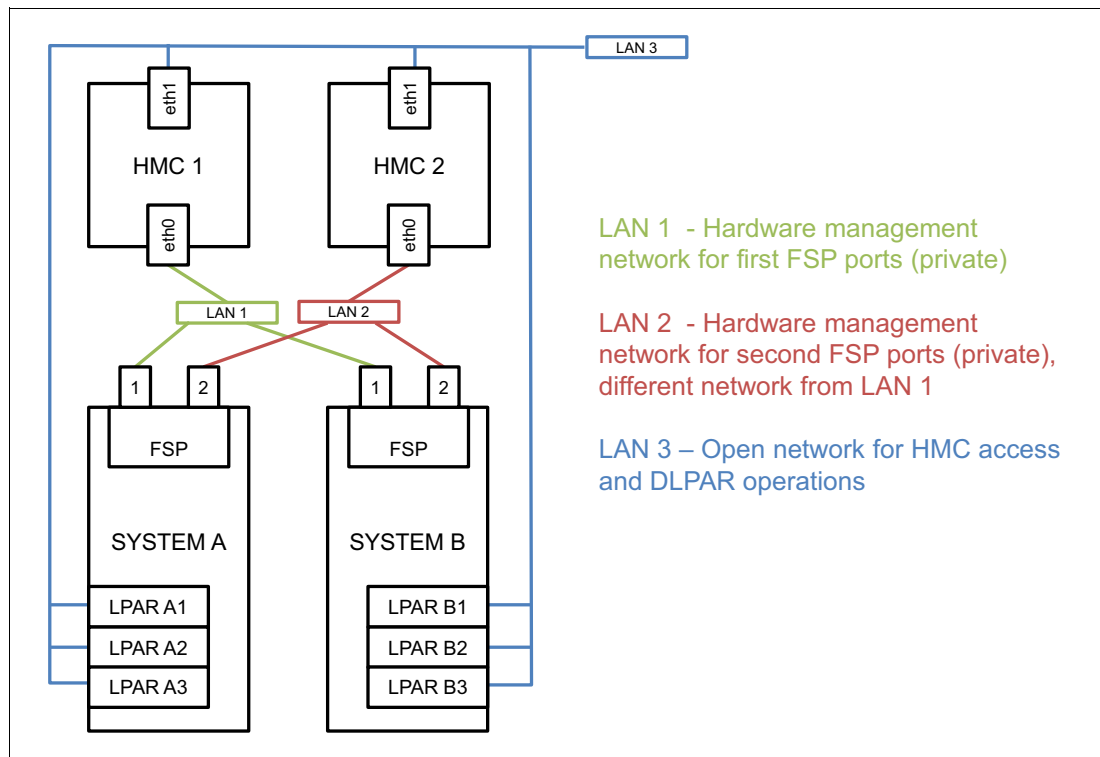 LAN 3
eth1
eth1
HMC 1
HMC 2
eth0
eth0
LAN 1
LAN 2
1
2
1
2
FSP
FSP
SYSTEM A
SYSTEM B
LPAR A1
LPAR A2
LPAR A3
LPAR B1
LPAR B2
LPAR B3
LAN 1 - Hardware management
network for first FSP ports (private)
LAN 2 - Hardware management
network for second FSP ports (private),
different network from LAN 1
LAN 3 – Open network for HMC access
and DLPAR operations